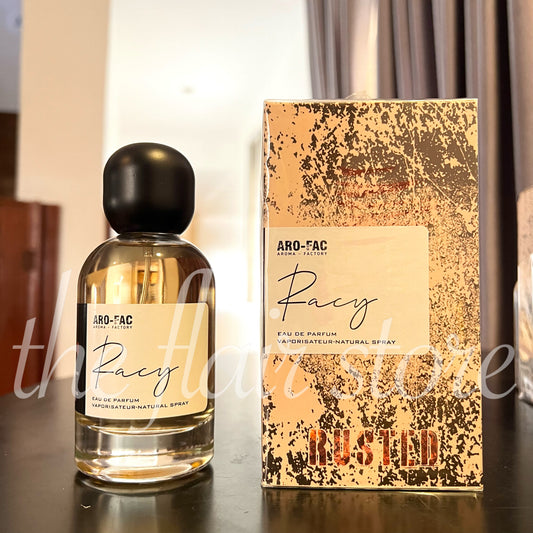 ARO-FAC
AROMA - FACTORY
Racy
EAU DE PARFUM
VAPORISATEUR-NATURAL SPRAY
ARO-FAC
AROMA - FACTORY
Racy
EAU DE PARFUM
VAPORISATEUR-NATURAL SPRAY
RUSTED
the flair store